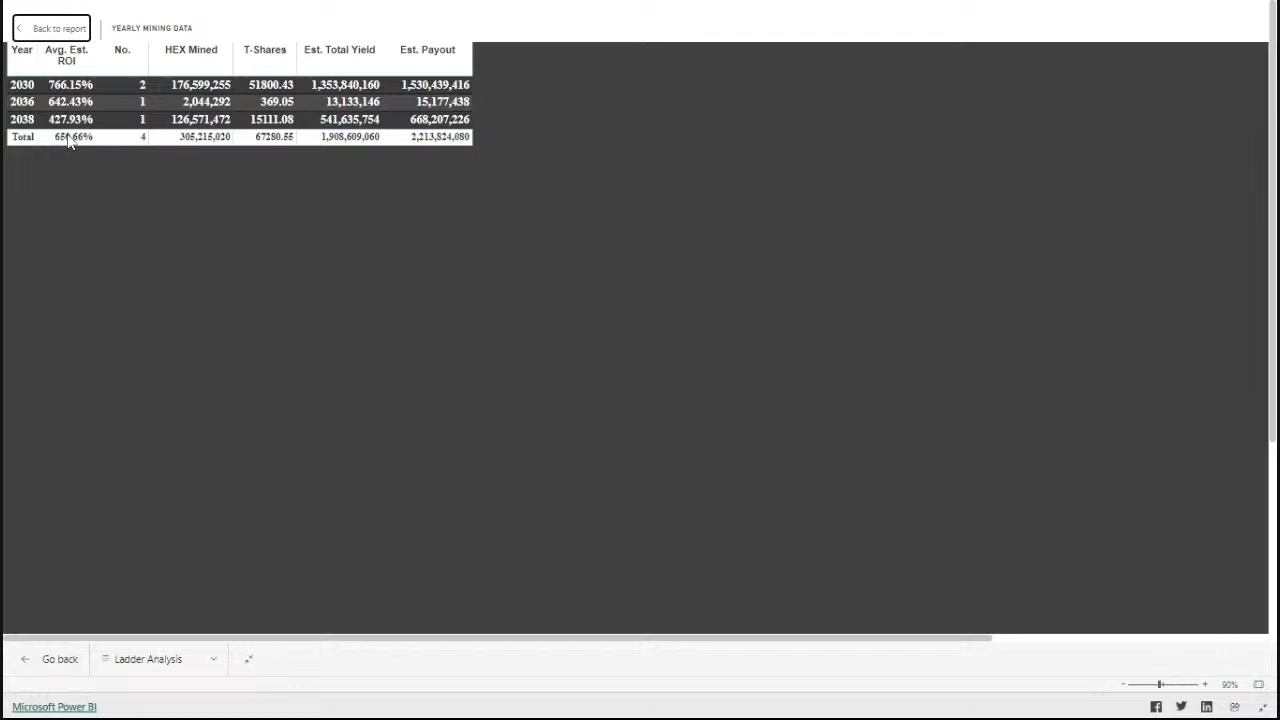 Back to report
YEARLY MINING DATA
Year Avg. Est. ROI No. HEX Mined T-Shares Est. Total Yield Est. Payout
2030 766.15% 2 176,599,255 51800.43 1,353,840,160 1,530,439,416
2036 642.43% 1 2,044,292 369.05 13,133,146 15,177,438
2038 427.93% 1 126,571,472 15111.08 541,635,754 668,207,226
Total 4 305,215,020 67280.55 1,908,609,060 2,213,824,080
Go back Ladder Analysis
- + 90%
Microsoft Power BI